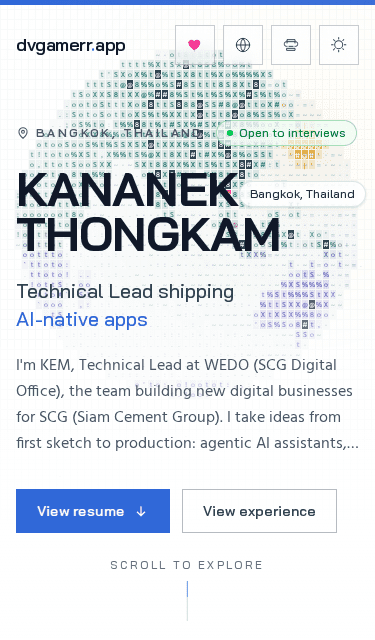 dvgamerr.app
BANGKOK, THAILAND
Open to interviews
KANANEK
Bangkok, Thailand
THONGKAM
Technical Lead shipping
AI-native apps
I'm KEM, Technical Lead at WEDO (SCG Digital
Office), the team building new digital businesses
for SCG (Siam Cement Group). I take ideas from
first sketch to production: agentic AI assistants,...
View resume
View experience
SCROLL TO EXPLORE